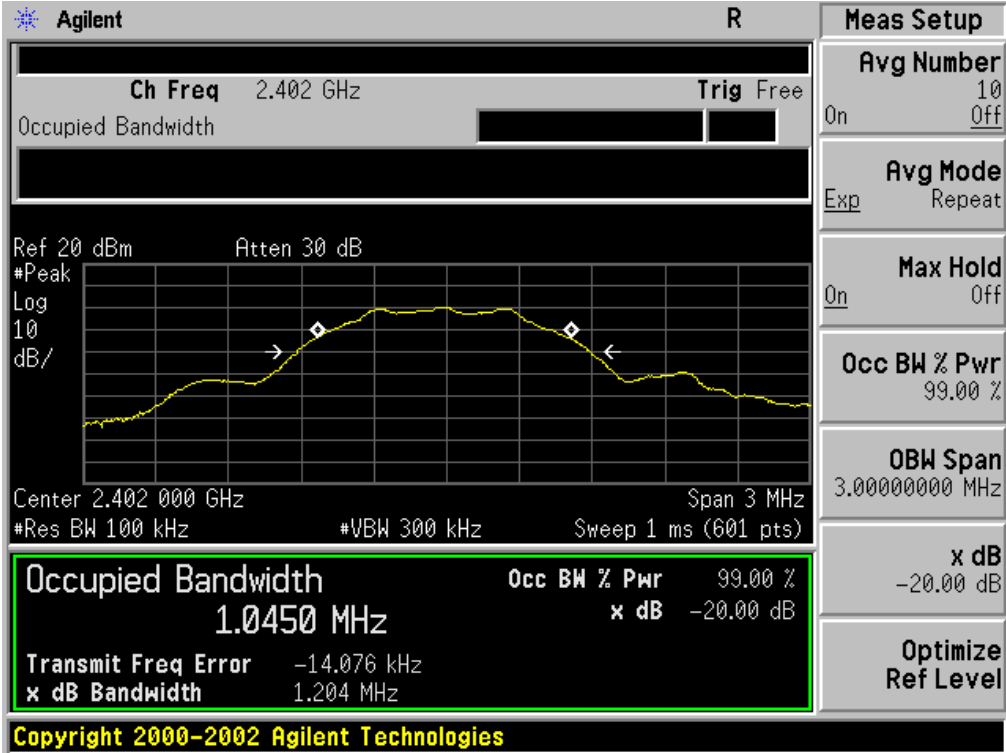 Agilent R
Ch Freq 2.402 GHz Trig Free
Occupied Bandwidth
Ref 20 dBm Atten 30 dB
#Peak
Log
10
dB/
Center 2.402 000 GHz Span 3 MHz
#Res BW 100 kHz #VBW 300 kHz Sweep 1 ms (601 pts)
Occupied Bandwidth Occ BW % Pwr 99.00 %
1.0450 MHz x dB -20.00 dB
Transmit Freq Error -14.076 kHz
x dB Bandwidth 1.204 MHz
Copyright 2000-2002 Agilent Technologies
Meas Setup
Avg Number
10
On Off
Avg Mode
Exp Repeat
Max Hold
On Off
Occ BW % Pwr
99.00 %
OBW Span
3.00000000 MHz
x dB
-20.00 dB
Optimize
Ref Level